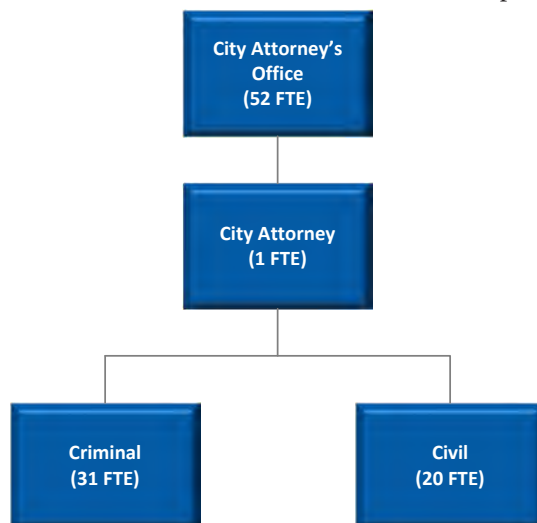 City Attorney's
Office
(52 FTE)
City Attorney
(1 FTE)
Criminal
(31 FTE)
Civil
(20 FTE)